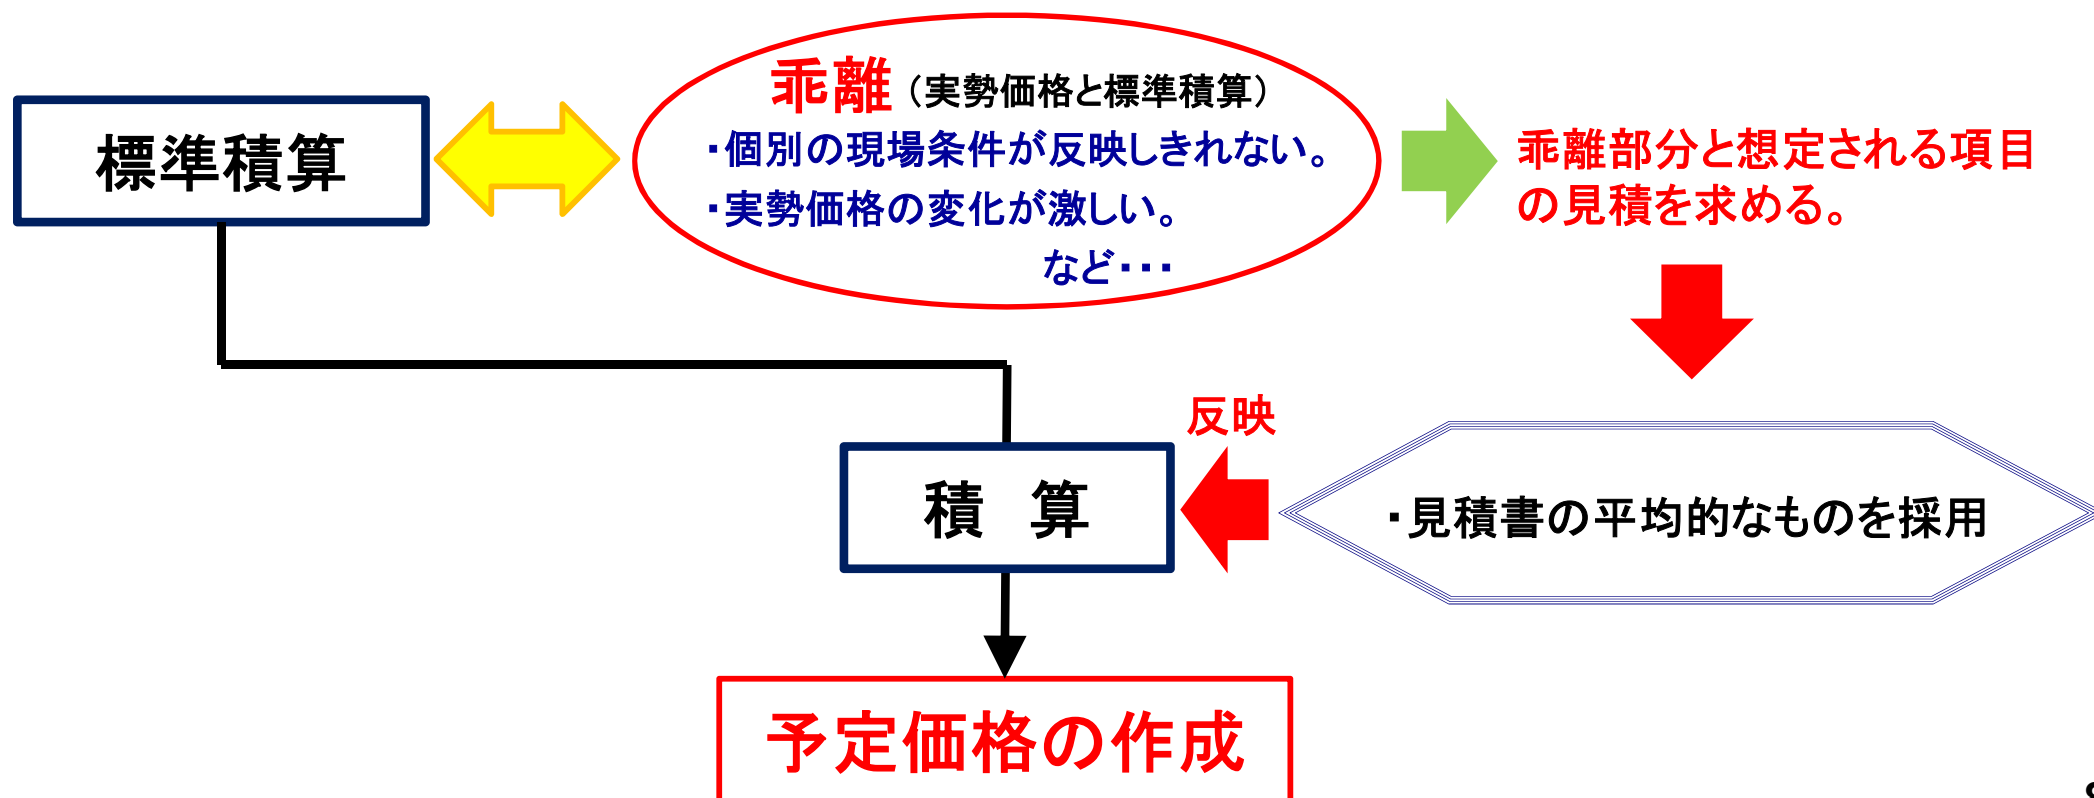 乖離（実勢価格と標準積算）
標準積算
・個別の現場条件が反映しきれない。
・実勢価格の変化が激しい。
など・・・
乖離部分と想定される項目
の見積を求める。
反映
積　算
・見積書の平均的なものを採用
予定価格の作成